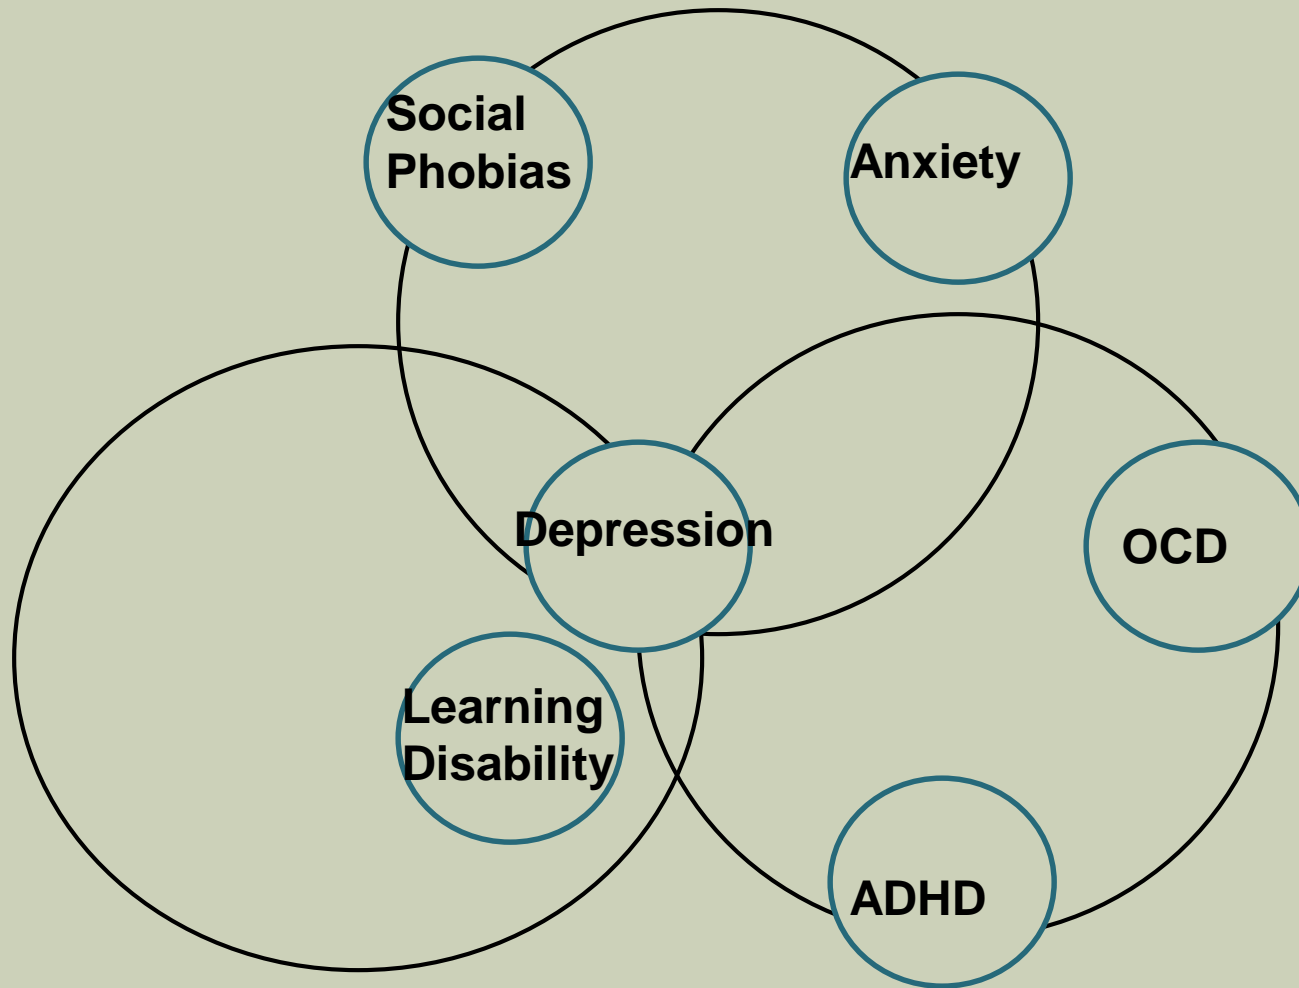 Social
Phobias
Anxiety
Depression
OCD
Learning
Disability
ADHD